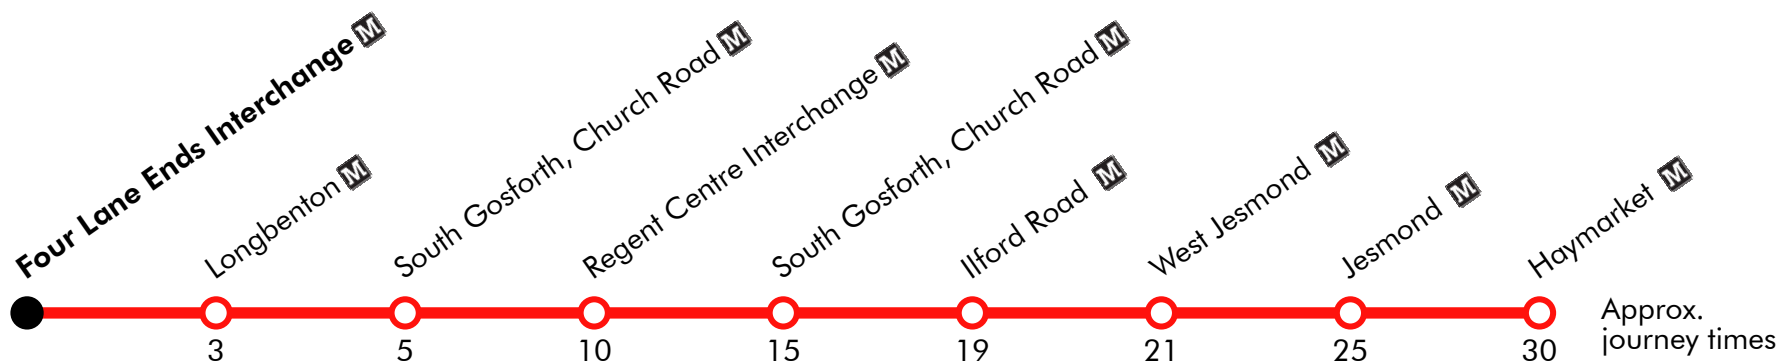 Four Lane Ends Interchange M
Longbenton M
South Gosforth, Church Road M
Regent Centre Interchange M
South Gosforth, Church Road M
Ilford Road M
West Jesmond M
Jesmond M
Haymarket M
3 5 10 15 19 21 25 30
Approx.
journey times